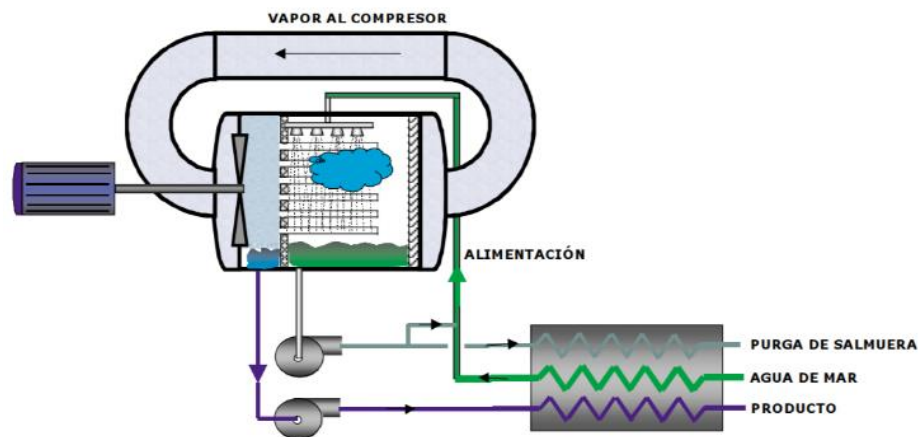 VAPOR AL COMPRESOR
ALIMENTACIÓN
PURGA DE SALMUERA
AGUA DE MAR
PRODUCTO